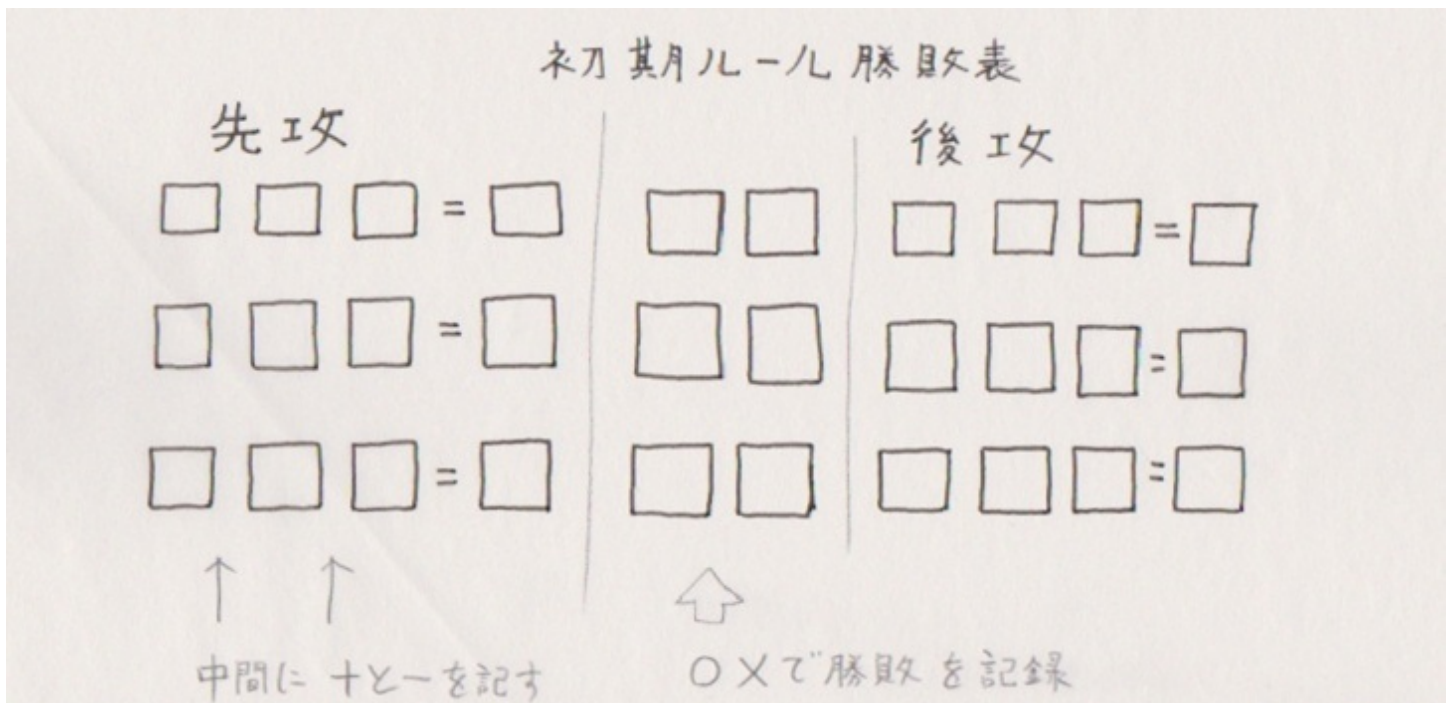 初期ルール勝敗表
先攻
後攻
=
=
=
=
=
=
中間に+と-を記す
○×で勝敗を記録